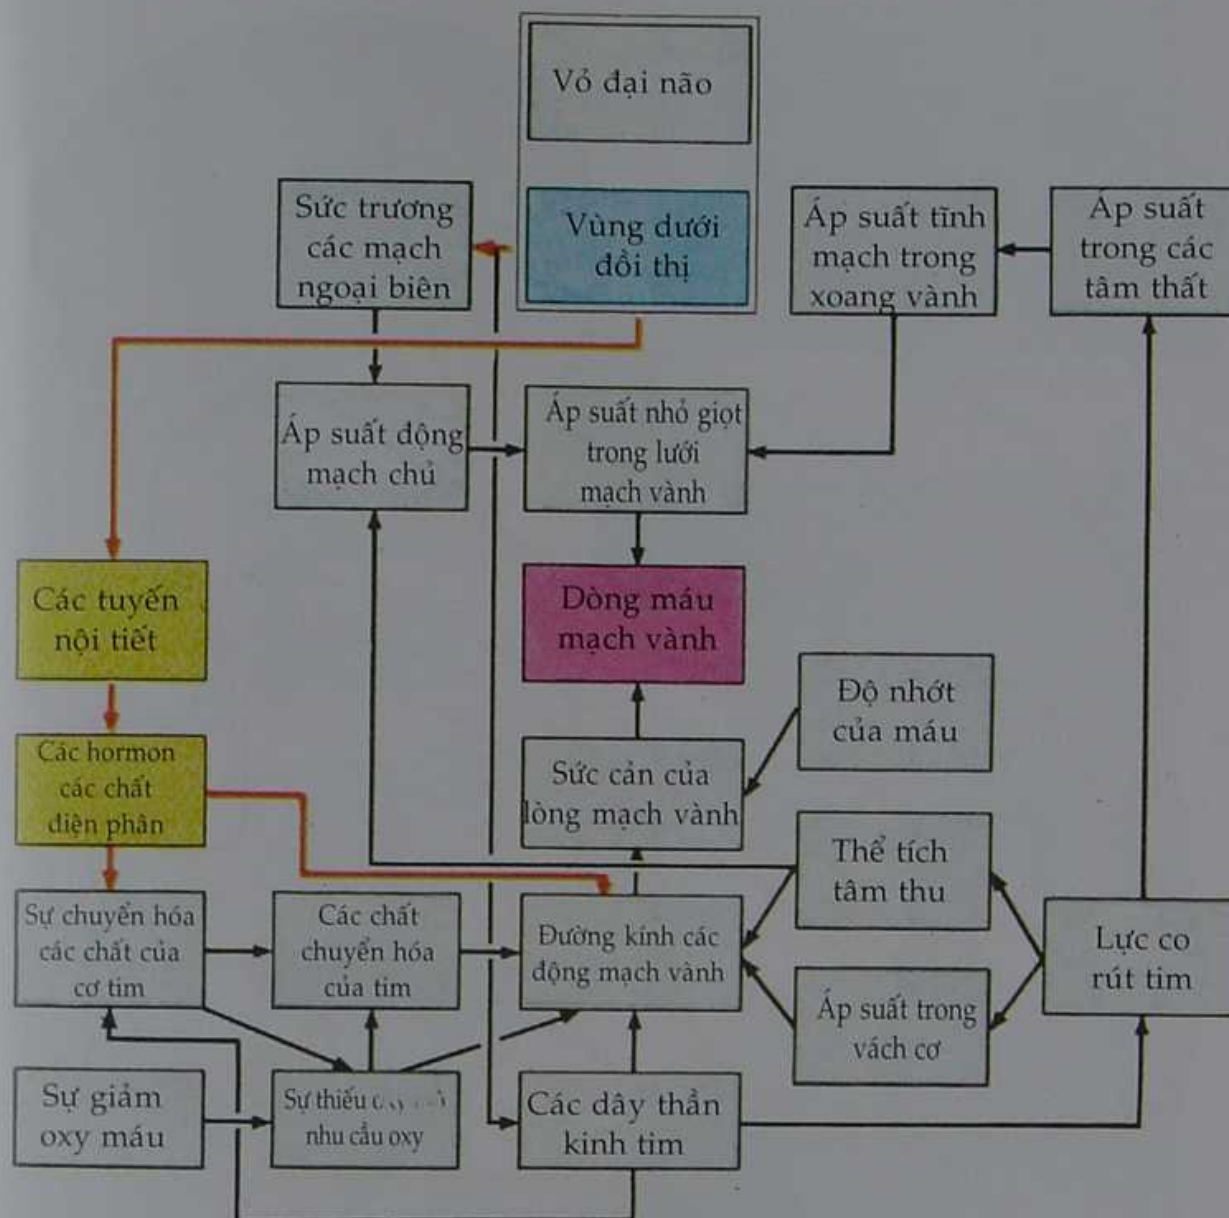 Vỏ đại não
Sức trương
các mạch
ngoại biên
Vùng dưới
đồi thị
Áp suất tĩnh
mạch trong
xoang vành
Áp suất
trong các
tâm thất
Áp suất động
mạch chủ
Áp suất nhỏ giọt
trong lưới
mạch vành
Các tuyến
nội tiết
Dòng máu
mạch vành
Độ nhớt
của máu
Các hormon
các chất
điện phân
Sức cản của
lòng mạch vành
Thể tích
tâm thu
Sự chuyển hóa
các chất của
cơ tim
Các chất
chuyển hóa
của tim
Đường kính các
động mạch vành
Lực co
rút tim
Áp suất trong
vách cơ
Sự giảm
oxy máu
Sự thiếu
nhu cầu oxy
Các dây thần
kinh tim